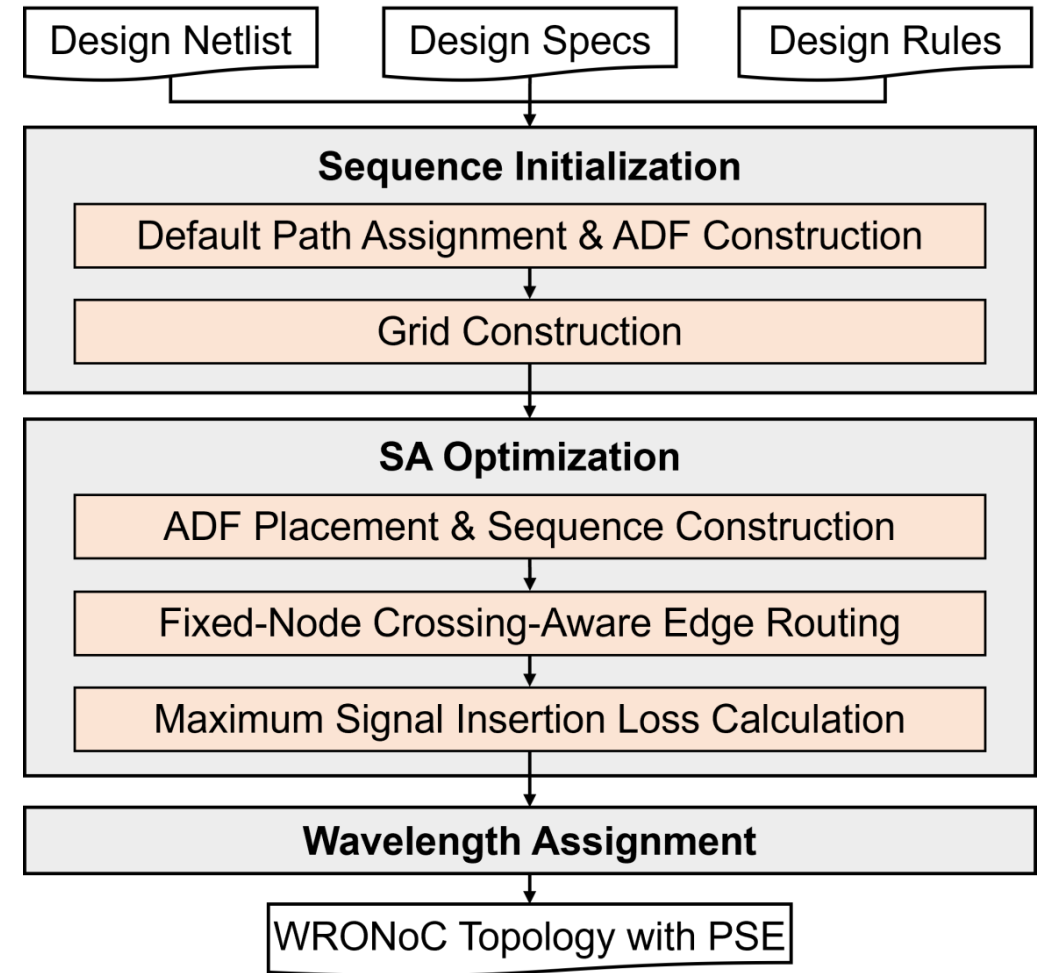 Design Netlist
Design Specs
Design Rules
Sequence Initialization
Default Path Assignment & ADF Construction
Grid Construction
SA Optimization
ADF Placement & Sequence Construction
Fixed-Node Crossing-Aware Edge Routing
Maximum Signal Insertion Loss Calculation
Wavelength Assignment
WRONoC Topology with PSE